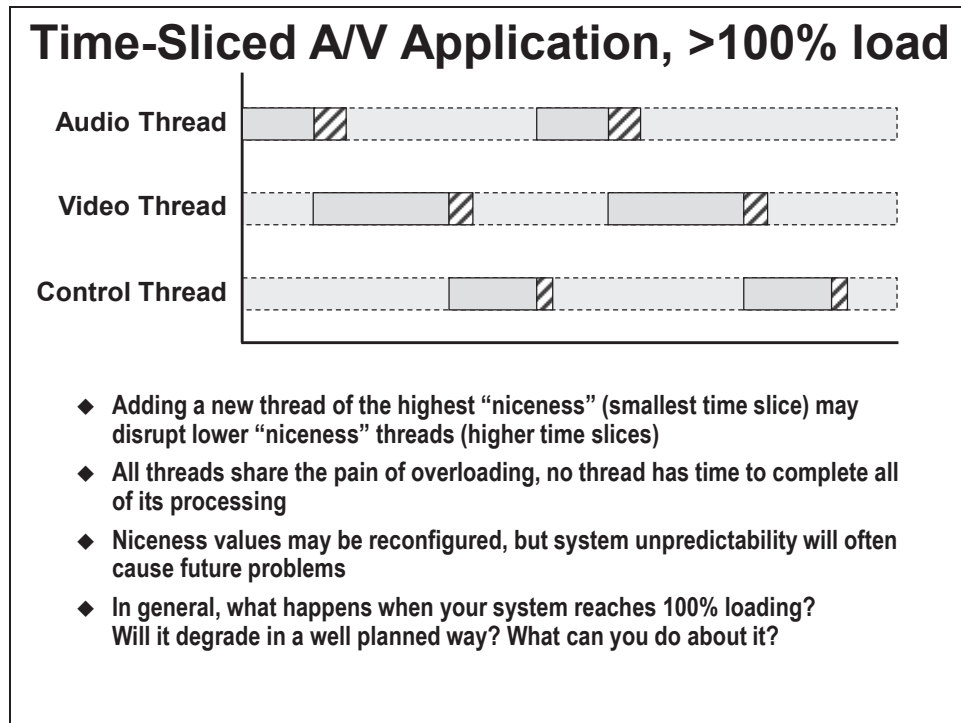 Time-Sliced A/V Application, >100% load
Audio Thread
Video Thread
Control Thread
◆ Adding a new thread of the highest “niceness” (smallest time slice) may
disrupt lower “niceness” threads (higher time slices)
◆ All threads share the pain of overloading, no thread has time to complete all
of its processing
◆ Niceness values may be reconfigured, but system unpredictability will often
cause future problems
◆ In general, what happens when your system reaches 100% loading?
Will it degrade in a well planned way? What can you do about it?